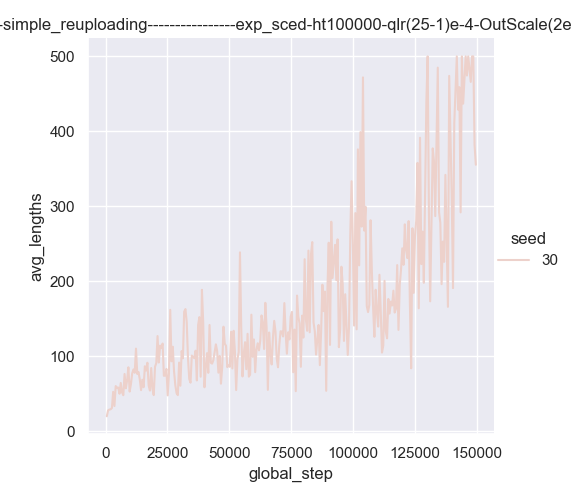 -simple_reuploading----------------exp_sced-ht100000-qlr(25-1)e-4-OutScale(2e
500
400
300
200
100
0
avg_lengths
0 25000 50000 75000 100000 125000 150000
global_step
seed
30